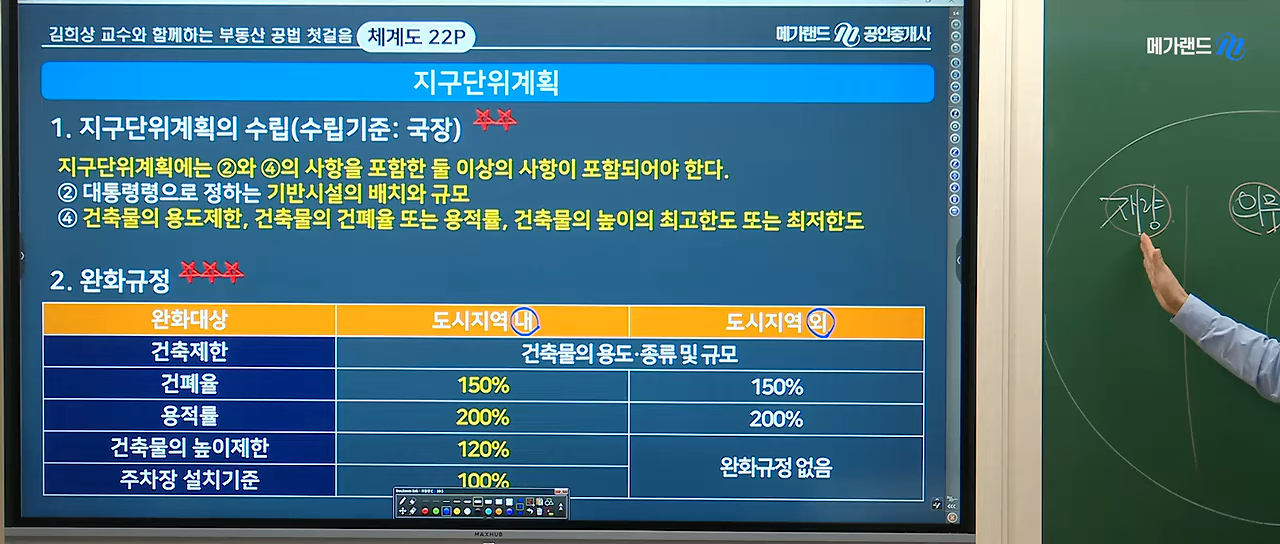 김희상 교수와 함께하는 부동산 공법 첫걸음 체계도 22P
메가랜드 공인중개사
메가랜드
지구단위계획
1. 지구단위계획의 수립(수립기준: 국장)
지구단위계획에는 ②와 ④의 사항을 포함한 둘 이상의 사항이 포함되어야 한다.
② 대통령령으로 정하는 기반시설의 배치와 규모
④ 건축물의 용도제한, 건축물의 건폐율 또는 용적률, 건축물의 높이의 최고한도 또는 최저한도
재량 의무
2. 완화규정
완화대상 도시지역 내 도시지역 외
건축제한 건축물의 용도·종류 및 규모
건폐율 150% 150%
용적률 200% 200%
건축물의 높이제한 120% 완화규정 없음
주차장 설치기준 100%
MAXHUB